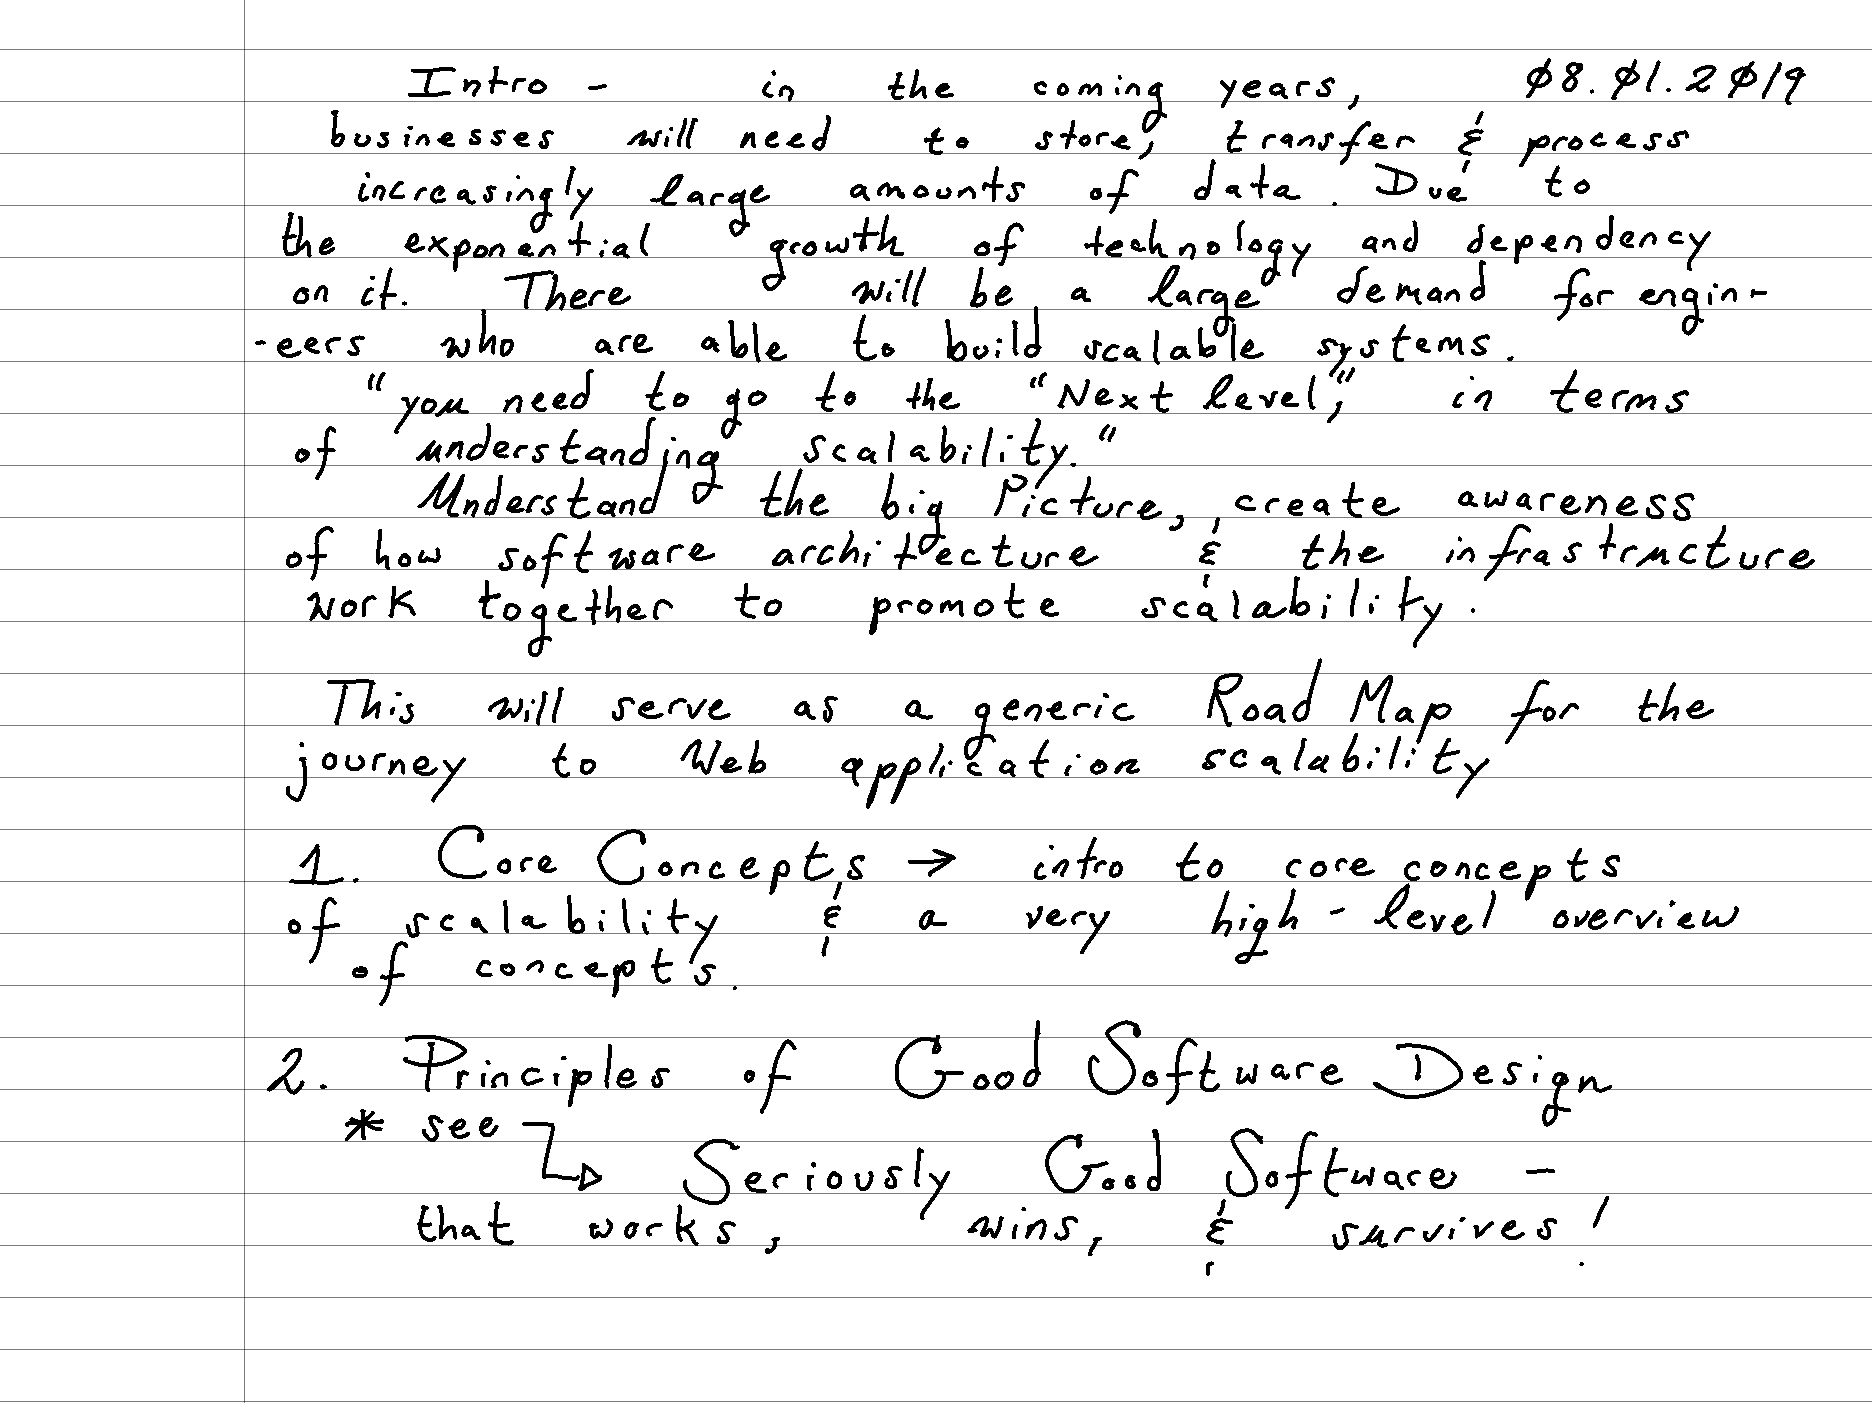 Intro - in the coming years, 08.01.2019
businesses will need to store, transfer & process
increasingly large amounts of data. Due to
the exponential growth of technology and dependency
on it. There will be a large demand for engin-
-eers who are able to build scalable systems.
"you need to go to the "Next level," in terms
of understanding scalability."
Understand the big Picture, create awareness
of how software architecture & the infrastructure
work together to promote scalability.
This will serve as a generic Road Map for the
journey to Web application scalability
1. Core Concepts → intro to core concepts
of scalability & a very high-level overview
of concepts.
2. Principles of Good Software Design
* see
Seriously Good Software -
that works, wins, & survives!